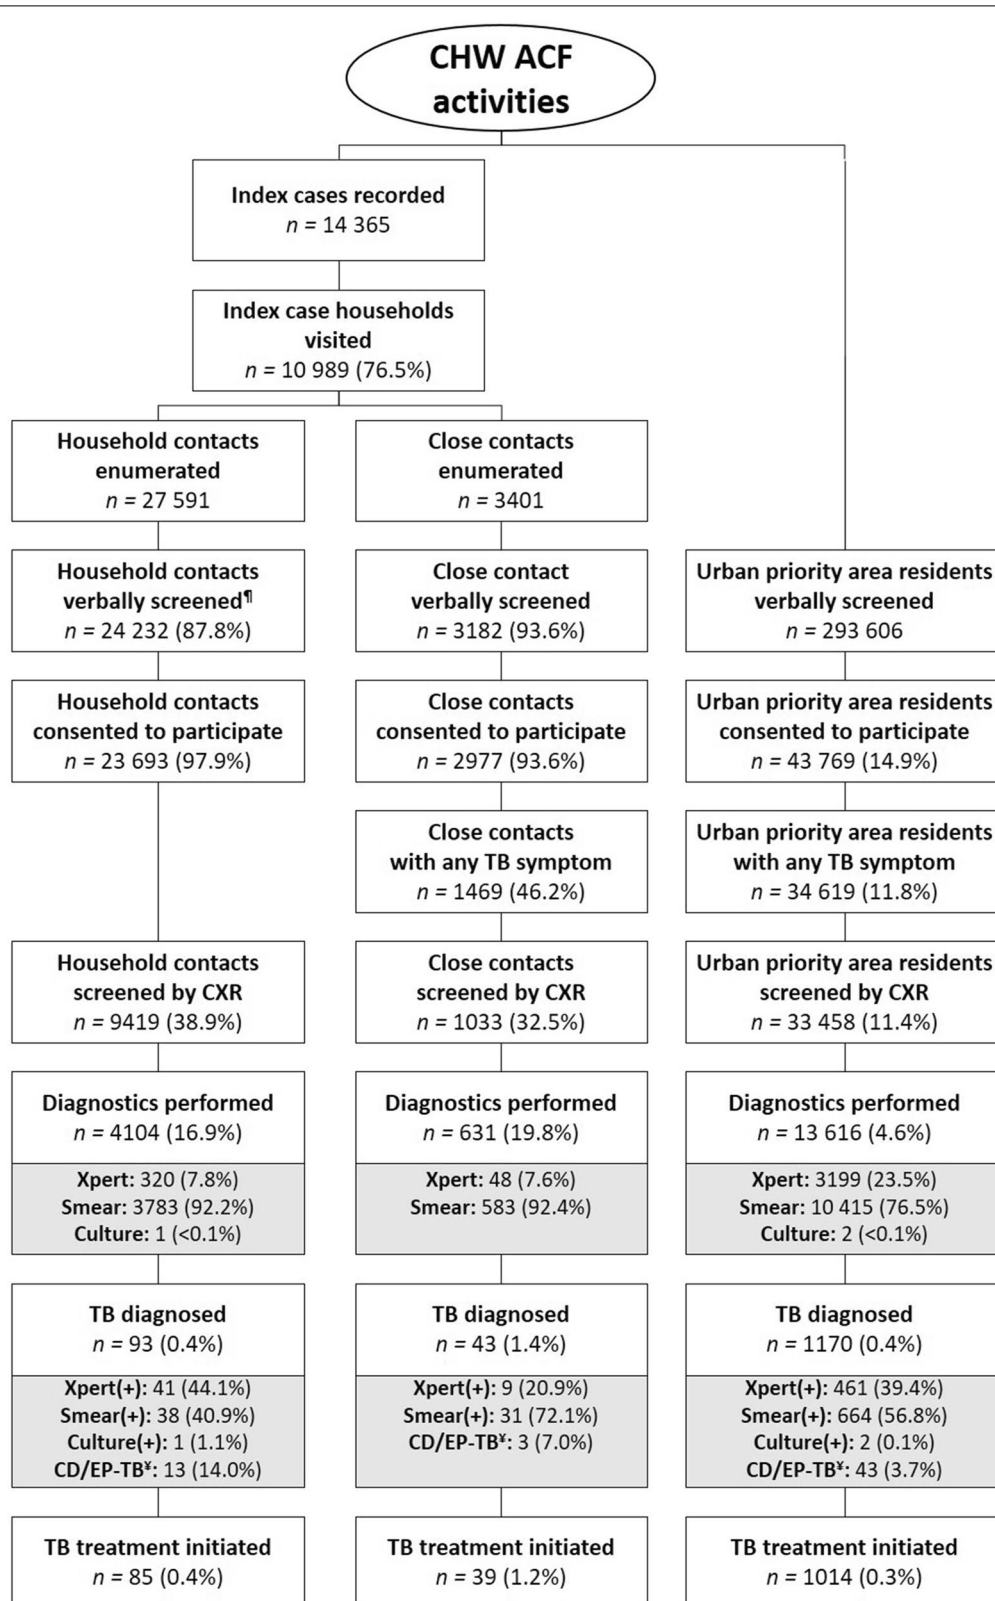 CHW ACF
activities
Index cases recorded
n = 14 365
Index case households
visited
n = 10 989 (76.5%)
Household contacts
enumerated
n = 27 591
Close contacts
enumerated
n = 3401
Household contacts
verbally screened¶
n = 24 232 (87.8%)
Close contact
verbally screened
n = 3182 (93.6%)
Urban priority area residents
verbally screened
n = 293 606
Household contacts
consented to participate
n = 23 693 (97.9%)
Close contacts
consented to participate
n = 2977 (93.6%)
Urban priority area residents
consented to participate
n = 43 769 (14.9%)
Close contacts
with any TB symptom
n = 1469 (46.2%)
Urban priority area residents
with any TB symptom
n = 34 619 (11.8%)
Household contacts
screened by CXR
n = 9419 (38.9%)
Close contacts
screened by CXR
n = 1033 (32.5%)
Urban priority area residents
screened by CXR
n = 33 458 (11.4%)
Diagnostics performed
n = 4104 (16.9%)
Xpert: 320 (7.8%)
Smear: 3783 (92.2%)
Culture: 1 (<0.1%)
Diagnostics performed
n = 631 (19.8%)
Xpert: 48 (7.6%)
Smear: 583 (92.4%)
Diagnostics performed
n = 13 616 (4.6%)
Xpert: 3199 (23.5%)
Smear: 10 415 (76.5%)
Culture: 2 (<0.1%)
TB diagnosed
n = 93 (0.4%)
Xpert(+): 41 (44.1%)
Smear(+): 38 (40.9%)
Culture(+): 1 (1.1%)
CD/EP-TB¥: 13 (14.0%)
TB diagnosed
n = 43 (1.4%)
Xpert(+): 9 (20.9%)
Smear(+): 31 (72.1%)
CD/EP-TB¥: 3 (7.0%)
TB diagnosed
n = 1170 (0.4%)
Xpert(+): 461 (39.4%)
Smear(+): 664 (56.8%)
Culture(+): 2 (0.1%)
CD/EP-TB¥: 43 (3.7%)
TB treatment initiated
n = 85 (0.4%)
TB treatment initiated
n = 39 (1.2%)
TB treatment initiated
n = 1014 (0.3%)